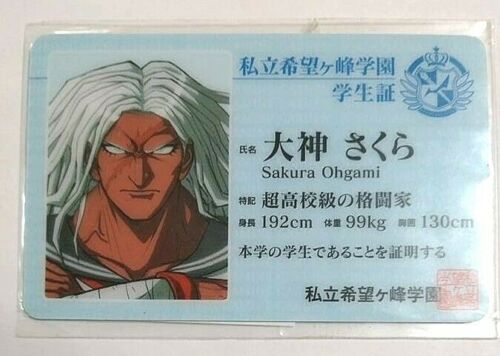 私立希望ヶ峰学園
学生証
氏名 大神 さくら
Sakura Ohgami
特記 超高校級の格闘家
身長 192cm 体重 99kg 胸囲 130cm
本学の学生であることを証明する
私立希望ヶ峰学園